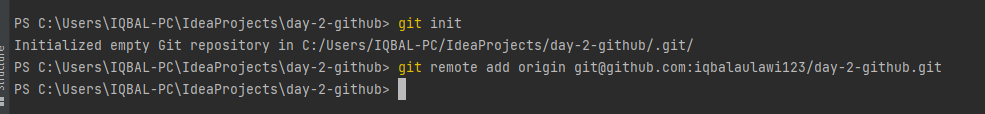 PS C:\Users\IQBAL-PC\IdeaProjects\day-2-github> git init
Initialized empty Git repository in C:/Users/IQBAL-PC/IdeaProjects/day-2-github/.git/
PS C:\Users\IQBAL-PC\IdeaProjects\day-2-github> git remote add origin git@github.com:iqbalaulawi123/day-2-github.git
PS C:\Users\IQBAL-PC\IdeaProjects\day-2-github>
Structure